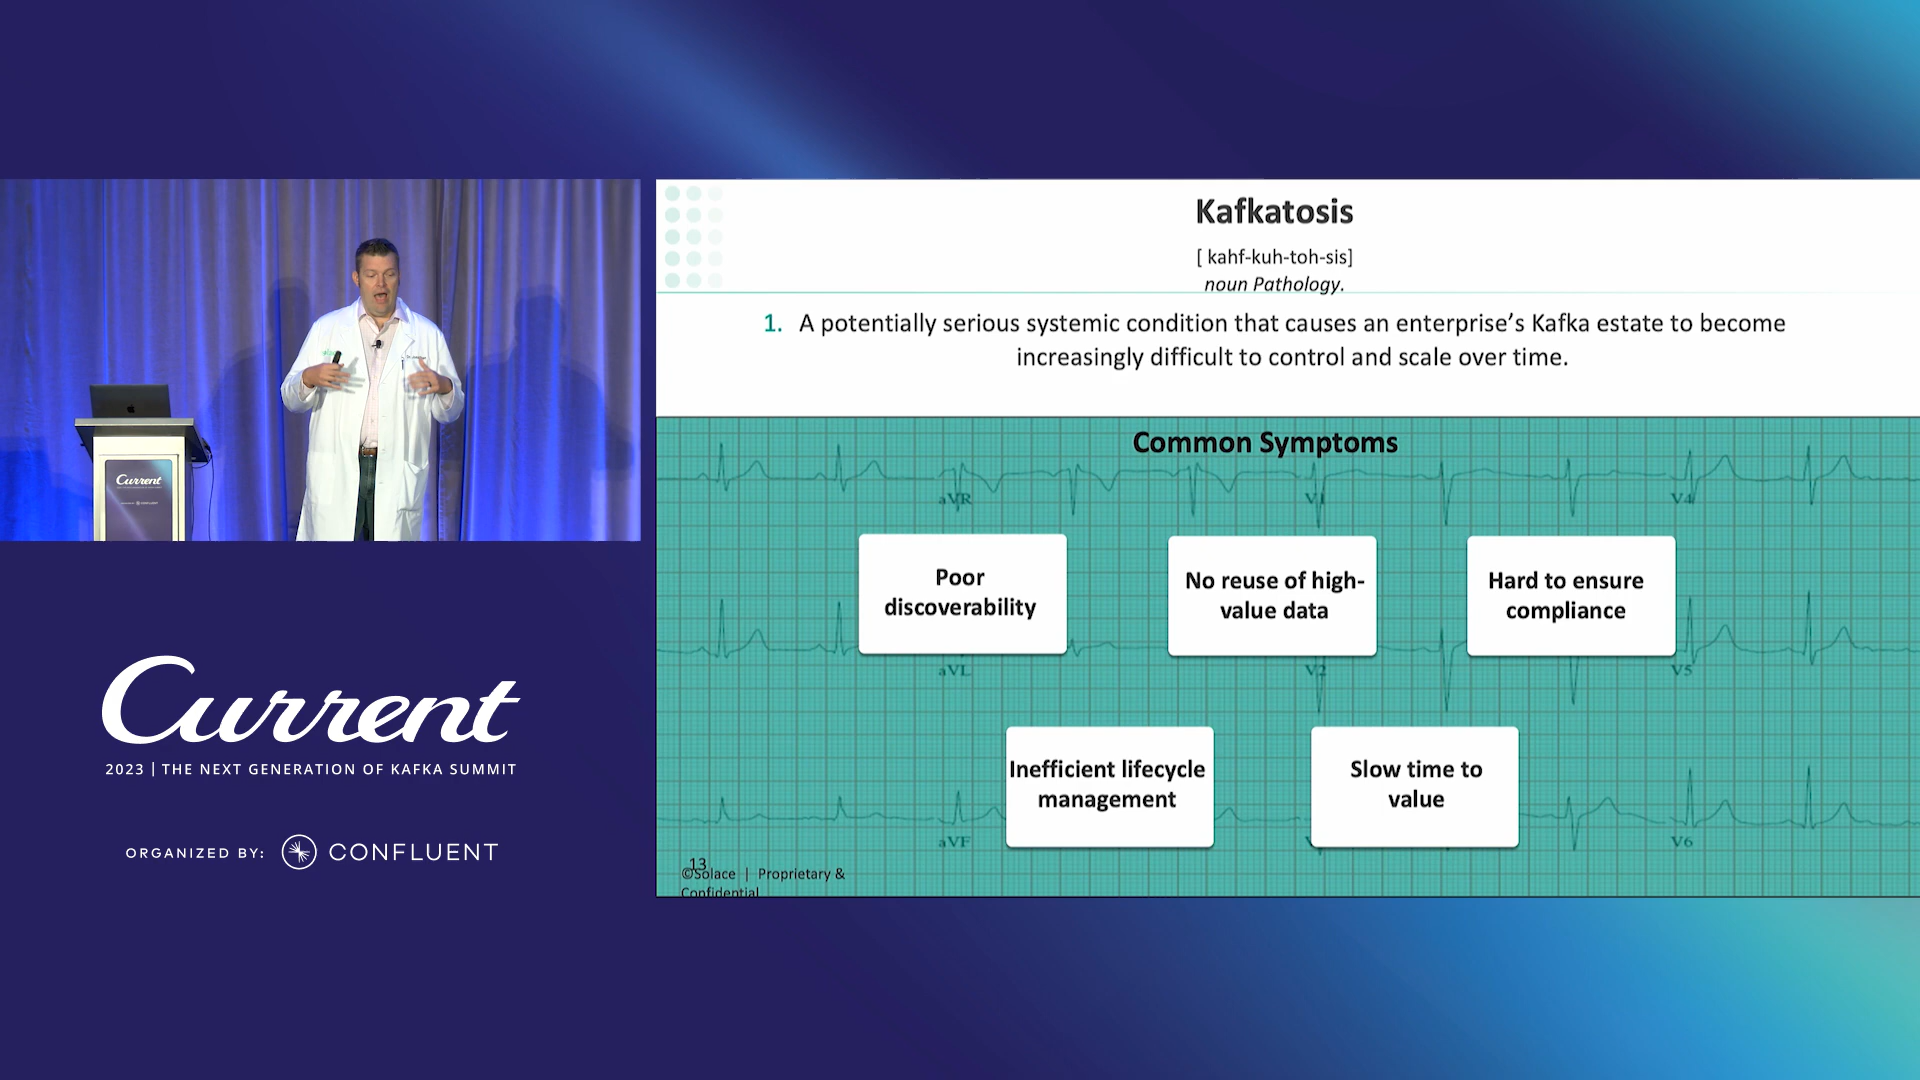 Kafkatosis
[ kahf-kuh-toh-sis]
noun Pathology.
1. A potentially serious systemic condition that causes an enterprise’s Kafka estate to become
increasingly difficult to control and scale over time.
Common Symptoms
aVR
V1
V4
Poor
discoverability
No reuse of high-
value data
Hard to ensure
compliance
aVL
V2
V5
Inefficient lifecycle
management
Slow time to
value
aVF
V6
13
©Solace | Proprietary &
Confidential
Current
CONFLUENT
Current
2023 | THE NEXT GENERATION OF KAFKA SUMMIT
ORGANIZED BY: CONFLUENT